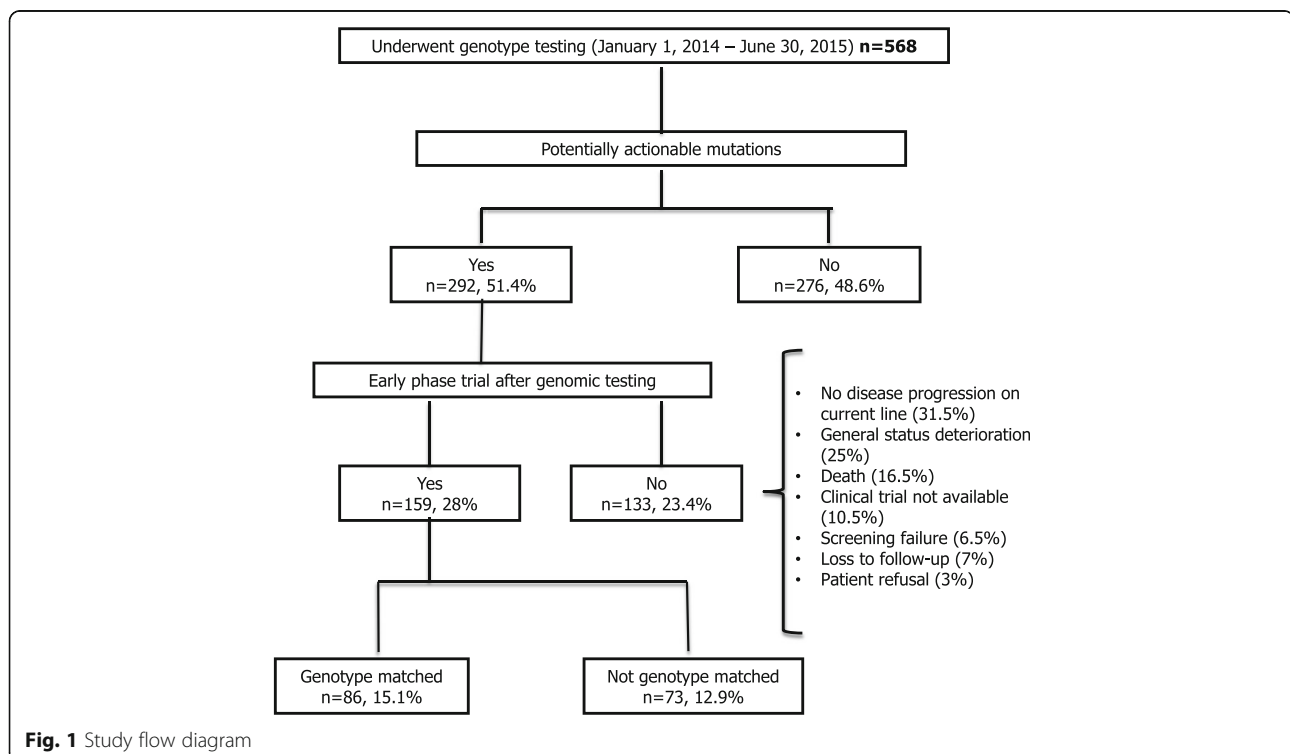 Underwent genotype testing (January 1, 2014 – June 30, 2015) n=568
Potentially actionable mutations
Yes
n=292, 51.4%
No
n=276, 48.6%
Early phase trial after genomic testing
Yes
n=159, 28%
No
n=133, 23.4%
• No disease progression on
current line (31.5%)
• General status deterioration
(25%)
• Death (16.5%)
• Clinical trial not available
(10.5%)
• Screening failure (6.5%)
• Loss to follow-up (7%)
• Patient refusal (3%)
Genotype matched
n=86, 15.1%
Not genotype matched
n=73, 12.9%
Fig. 1 Study flow diagram